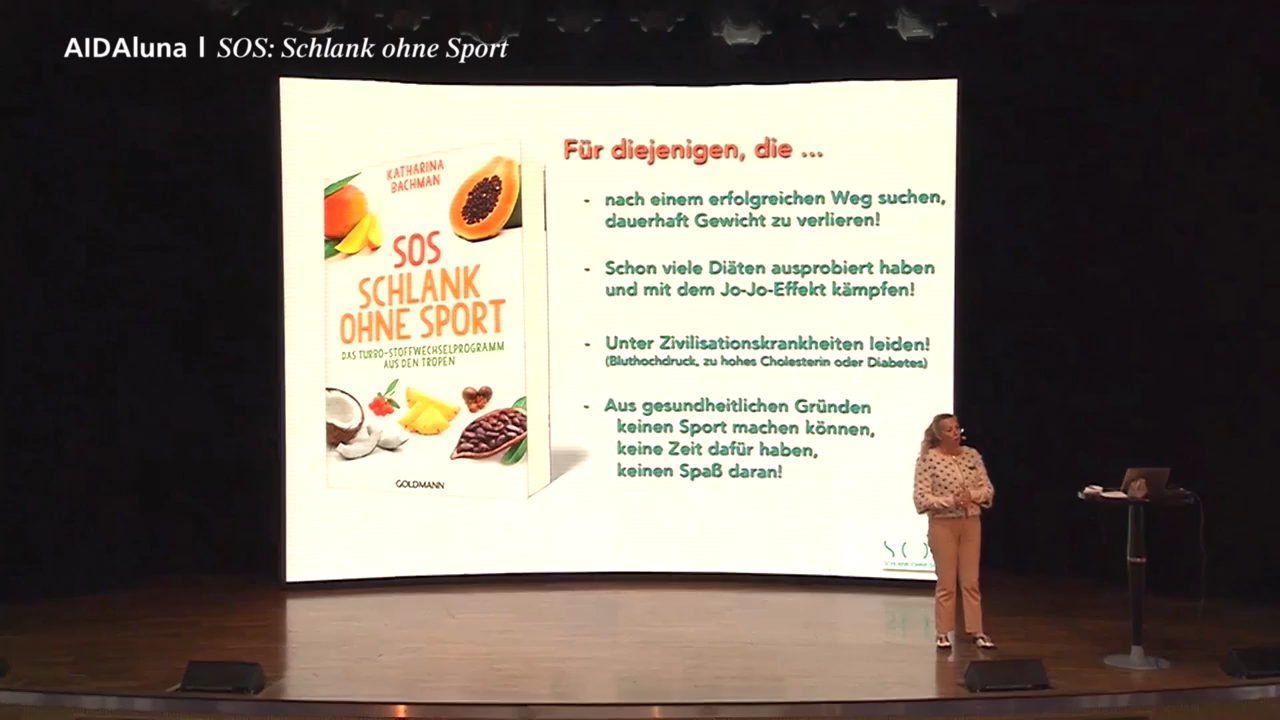 AIDAluna | SOS: Schlank ohne Sport
KATHARINA
BACHMAN
SOS
SCHLANK
OHNE SPORT
DAS TURBO-STOFFWECHSELPROGRAMM
AUS DEN TROPEN
GOLDMANN
Für diejenigen, die ...
- nach einem erfolgreichen Weg suchen,
dauerhaft Gewicht zu verlieren!
- Schon viele Diäten ausprobiert haben
und mit dem Jo-Jo-Effekt kämpfen!
- Unter Zivilisationskrankheiten leiden!
(Bluthochdruck, zu hohes Cholesterin oder Diabetes)
- Aus gesundheitlichen Gründen
keinen Sport machen können,
keine Zeit dafür haben,
keinen Spaß daran!